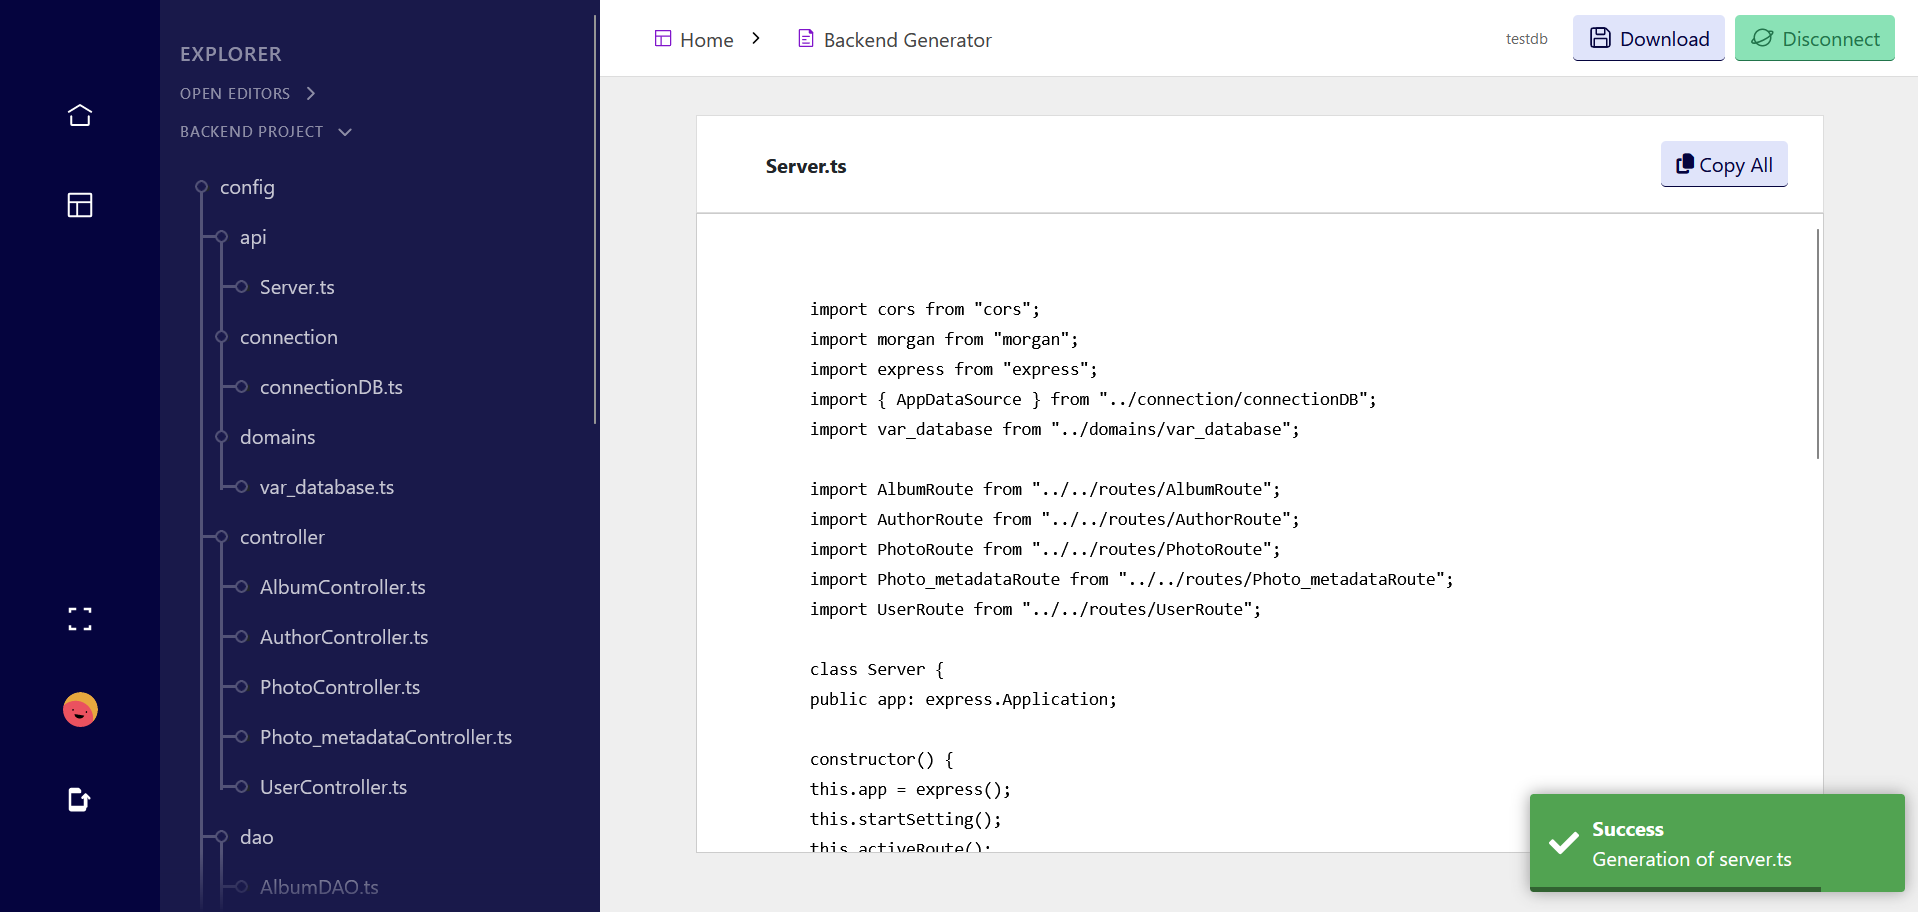 EXPLORER
OPEN EDITORS
BACKEND PROJECT
config
api
Server.ts
connection
connectionDB.ts
domains
var_database.ts
controller
AlbumController.ts
AuthorController.ts
PhotoController.ts
Photo_metadataController.ts
UserController.ts
dao
AlbumDAO.ts
Home
Backend Generator
testdb
Download
Disconnect
Server.ts
Copy All
import cors from "cors";
import morgan from "morgan";
import express from "express";
import { AppDataSource } from "../connection/connectionDB";
import var_database from "../domains/var_database";
import AlbumRoute from "../../routes/AlbumRoute";
import AuthorRoute from "../../routes/AuthorRoute";
import PhotoRoute from "../../routes/PhotoRoute";
import Photo_metadataRoute from "../../routes/Photo_metadataRoute";
import UserRoute from "../../routes/UserRoute";
class Server {
public app: express.Application;
constructor() {
this.app = express();
this.startSetting();
this.activeRoute();
Success
Generation of server.ts